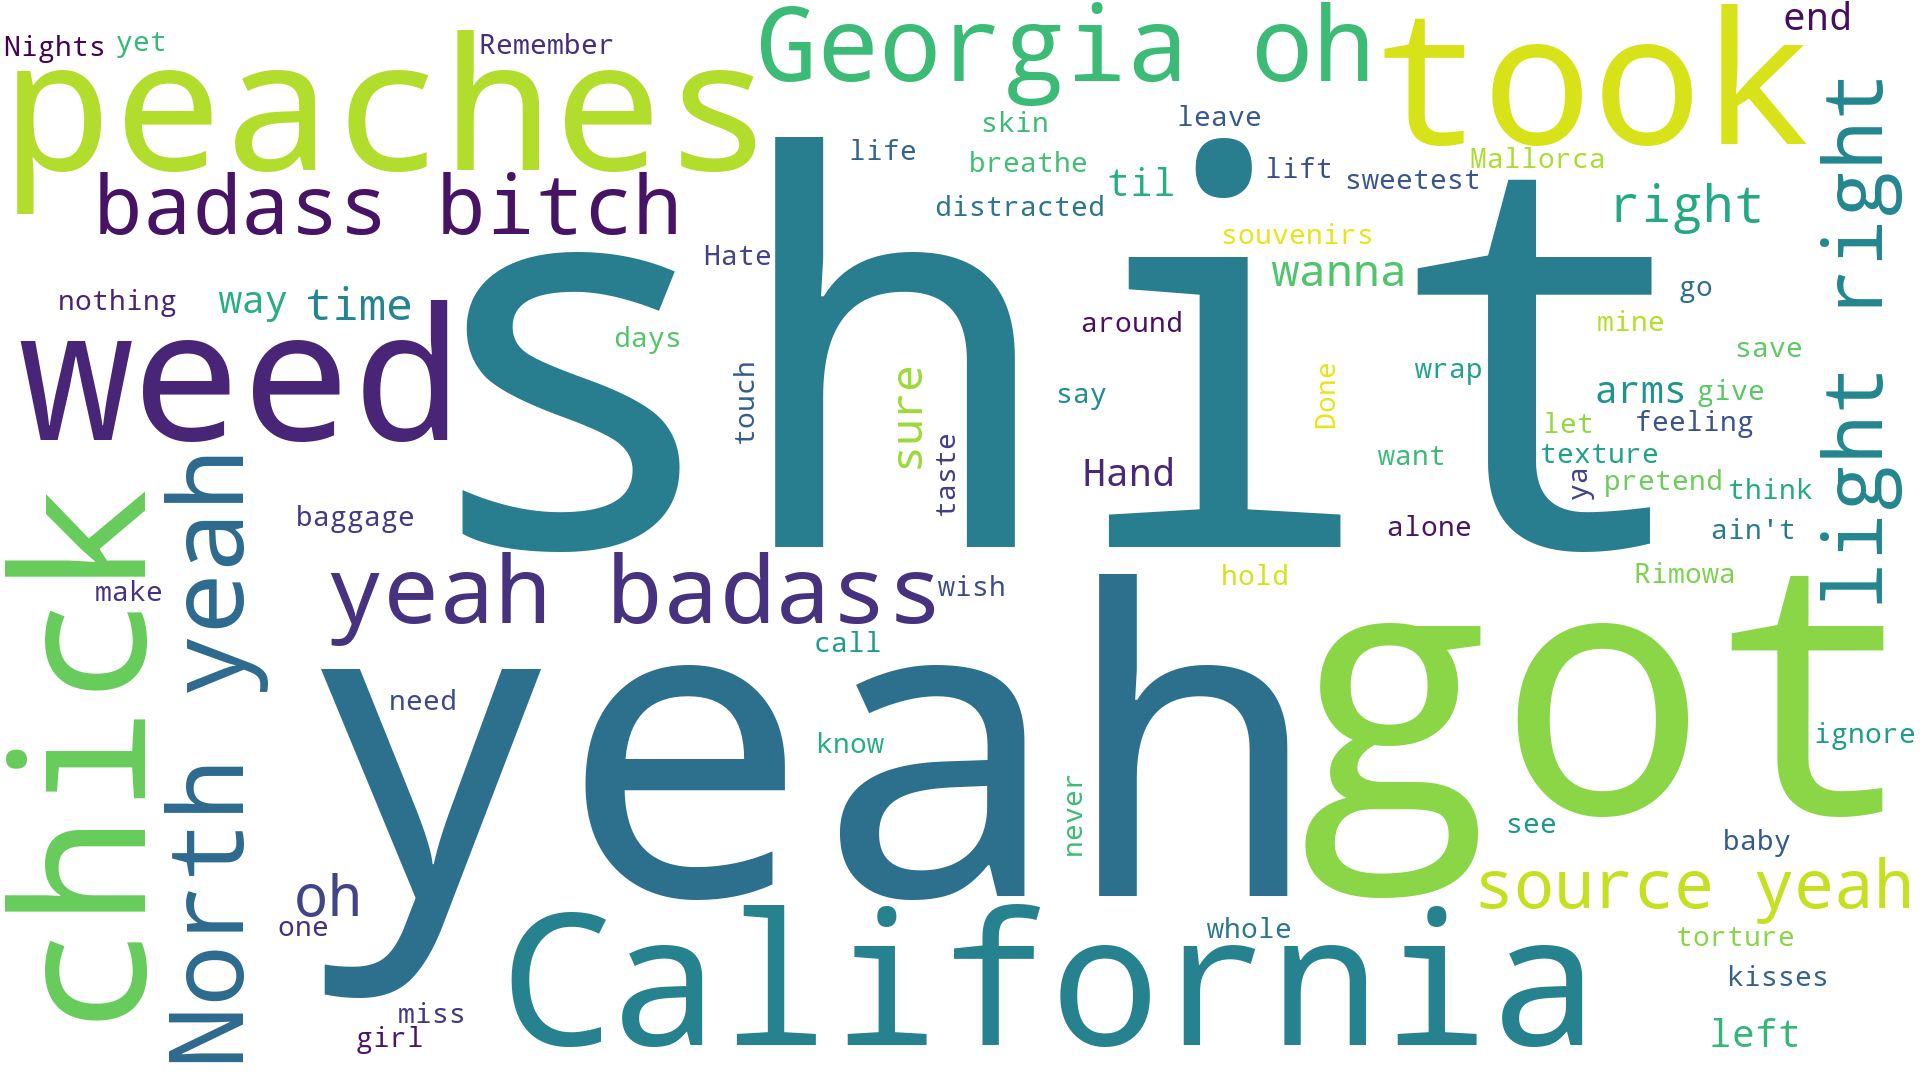 Nights
yet
Remember
Georgia oh
took
end
peaches
skin
leave
life
breathe
til
lift
sweetest
Mallorca
badass bitch
distracted
right
light right
souvenirs
Hate
wanna
shit
nothing
way
time
go
weed
days
around
mine
save
touch
sure
say
Done
wrap
arms
give
let
feeling
taste
Hand
want
texture
ya
pretend
think
baggage
alone
ain't
chick
North yeah
make
yeah badass
wish
hold
Rimowa
call
yeah
got
need
know
ignore
never
see
baby
oh
source yeah
one
California
whole
torture
kisses
miss
girl
left